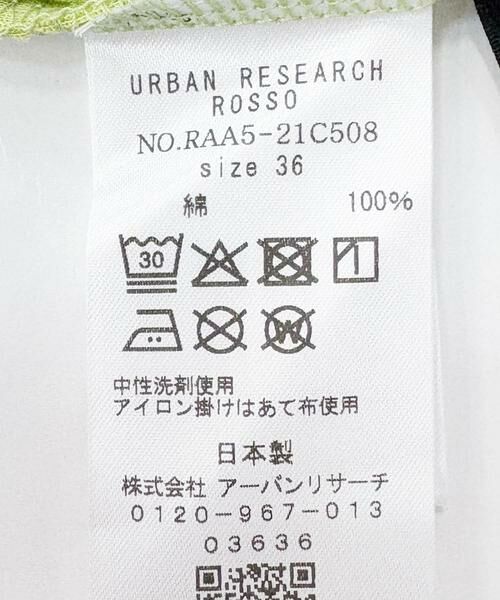 URBAN RESEARCH
ROSSO
NO.RAA5-21C508
size 36
綿 100%
30
W
中性洗剤使用
アイロン掛けはあて布使用
日本製
株式会社 アーバンリサーチ
0120-967-013
03636